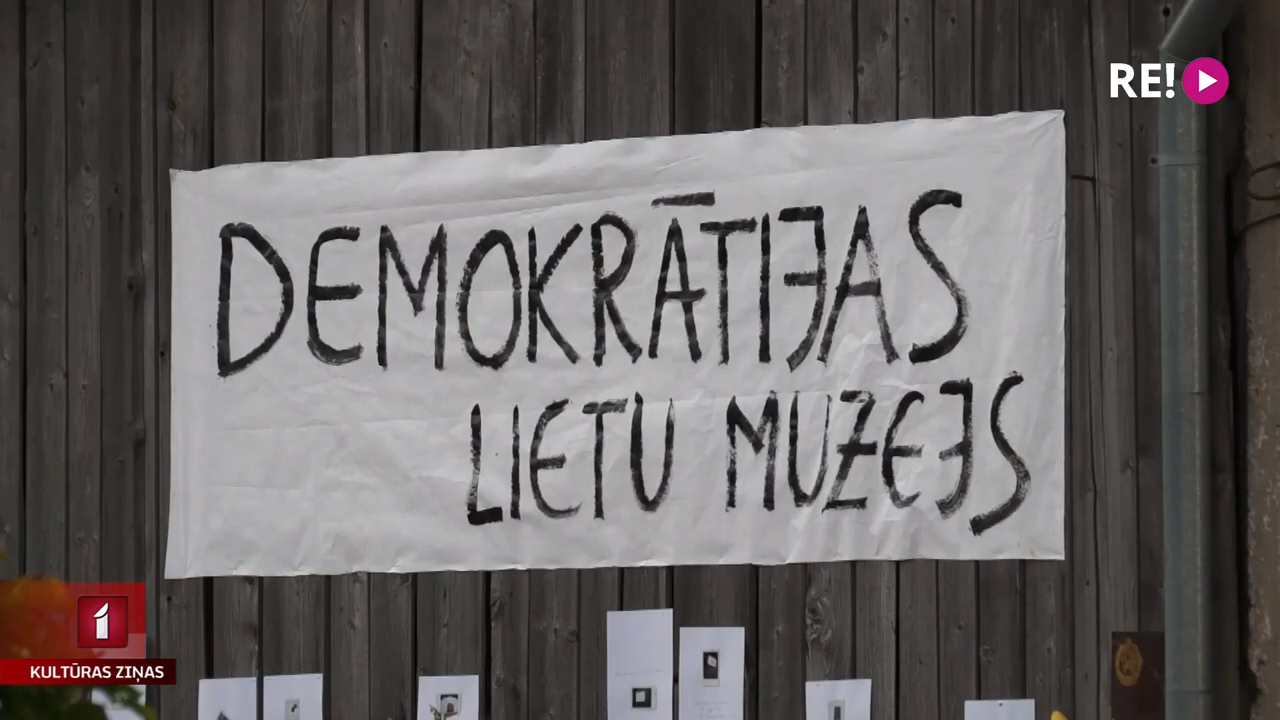 RE!
DEMOKRĀTIJAS
LIETU MUZEJS
1
KULTŪRAS ZIŅAS